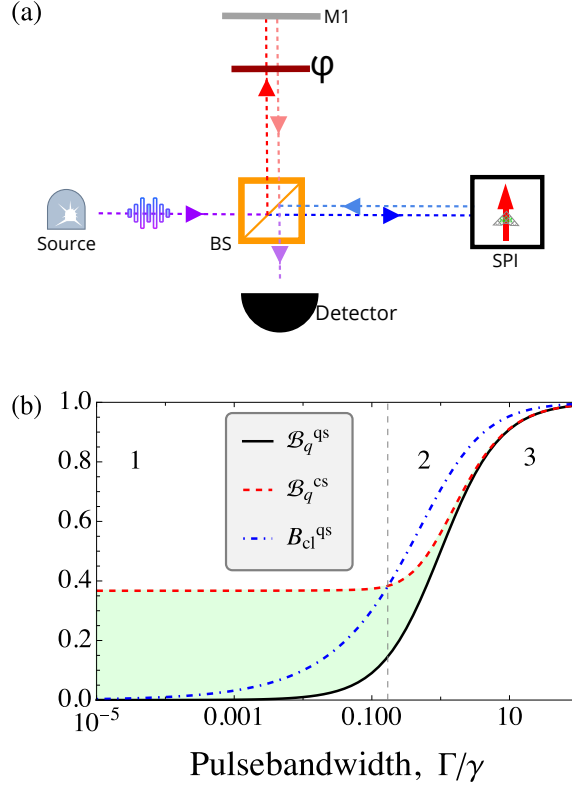 (a)
M1
φ
Source
BS
SPI
Detector
(b)
1.0
0.8
0.6
0.4
0.2
0.0
1
2
3
ℬq^qs
ℬq^cs
Bcl^qs
10^-5
0.001
0.100
10
Pulsebandwidth, Γ/γ